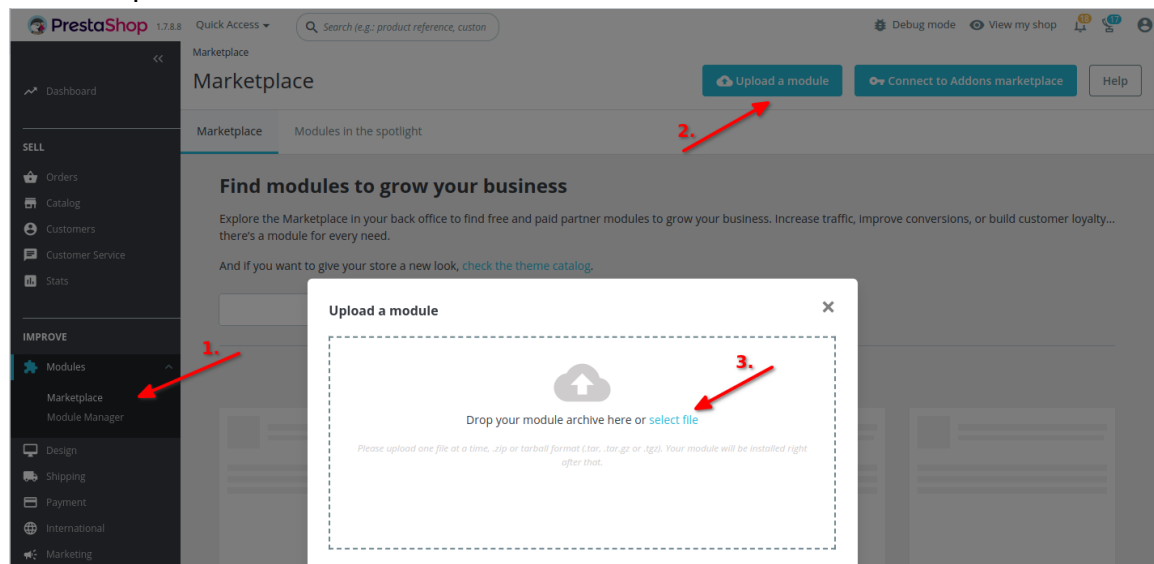 PrestaShop 1.7.8.8 Quick Access Search (e.g.: product reference, custon Debug mode View my shop
Marketplace
Marketplace
Upload a module Connect to Addons marketplace Help
Marketplace Modules in the spotlight
Dashboard
SELL
Orders
Catalog
Customers
Customer Service
Stats
IMPROVE
Modules
Marketplace
Module Manager
Design
Shipping
Payment
International
Marketing
1.
2.
Find modules to grow your business
Explore the Marketplace in your back office to find free and paid partner modules to grow your business. Increase traffic, improve conversions, or build customer loyalty...
there's a module for every need.
And if you want to give your store a new look, check the theme catalog.
Upload a module
3.
Drop your module archive here or select file
Please upload one file at a time, .zip or tarball format (.tar, .tar.gz or .tgz). Your module will be installed right
after that.